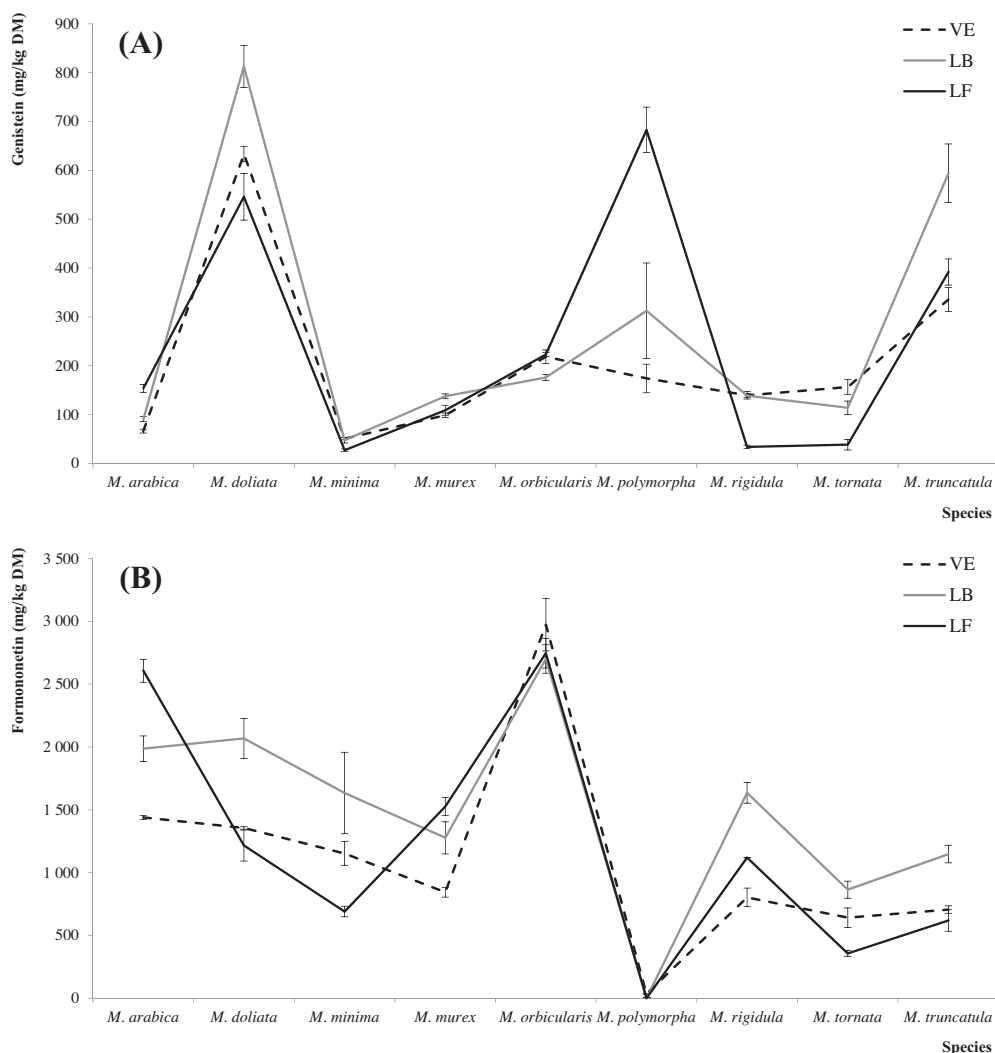 Genistein (mg/kg DM)
(A)
VE
LB
LF
900
800
700
600
500
400
300
200
100
0
M. arabica M. doliata M. minima M. murex M. orbicularis M. polymorpha M. rigidula M. tornata M. truncatula
Species
Formononetin (mg/kg DM)
(B)
VE
LB
LF
3 500
3 000
2 500
2 000
1 500
1 000
500
0
M. arabica M. doliata M. minima M. murex M. orbicularis M. polymorpha M. rigidula M. tornata M. truncatula
Species